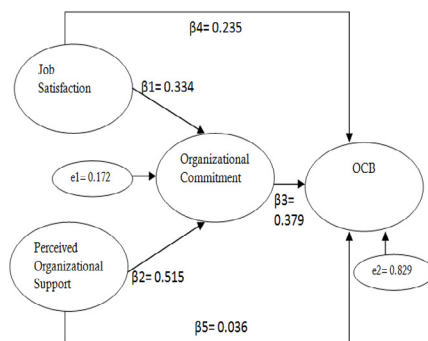 β4= 0.235
Job
Satisfaction
β1= 0.334
Organizational
Commitment
OCB
e1= 0.172
β3=
0.379
Perceived
Organizational
Support
β2= 0.515
e2= 0.829
β5= 0.036